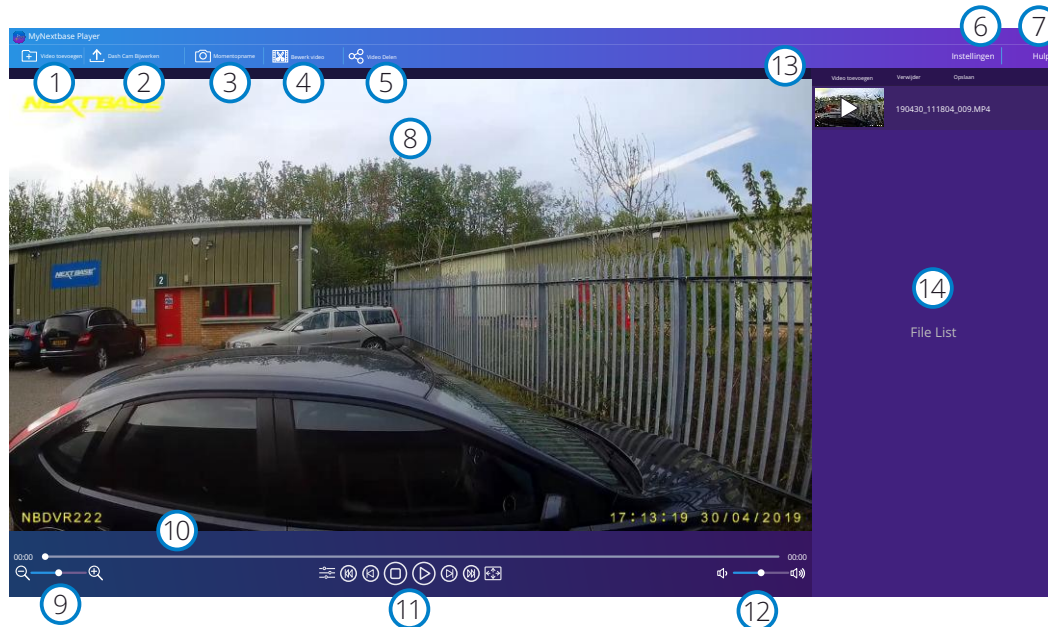 MyNextbase Player
Video toevoegen Dash Cam Bijwerken Momentopname Bewerk video Video Delen Instellingen Hulp
1 2 3 4 5 6 7
13
Video toevoegen Verwijder Opslaan
190430_111804_009.MP4
NEXTBASE
8
NEXTBASE
2
14
File List
NBDVR222 17:13:19 30/04/2019
10
00:00 00:00
9 11 12